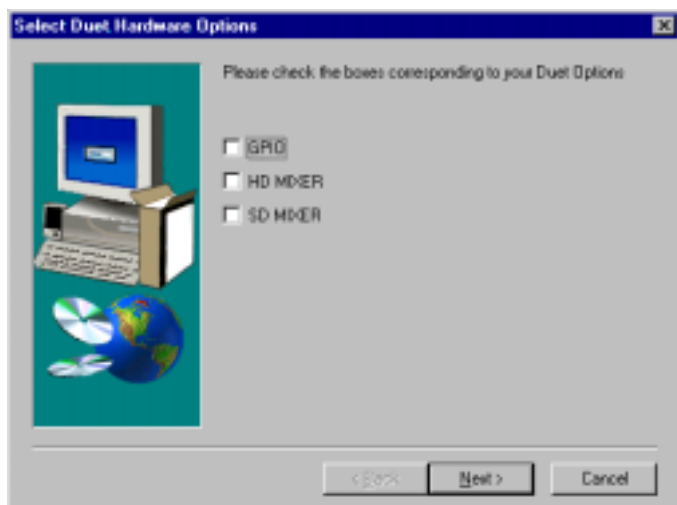 Select Duet Hardware Options
Please check the boxes corresponding to your Duet Options
GPIO
HD MIXER
SD MIXER
< Back
Next >
Cancel